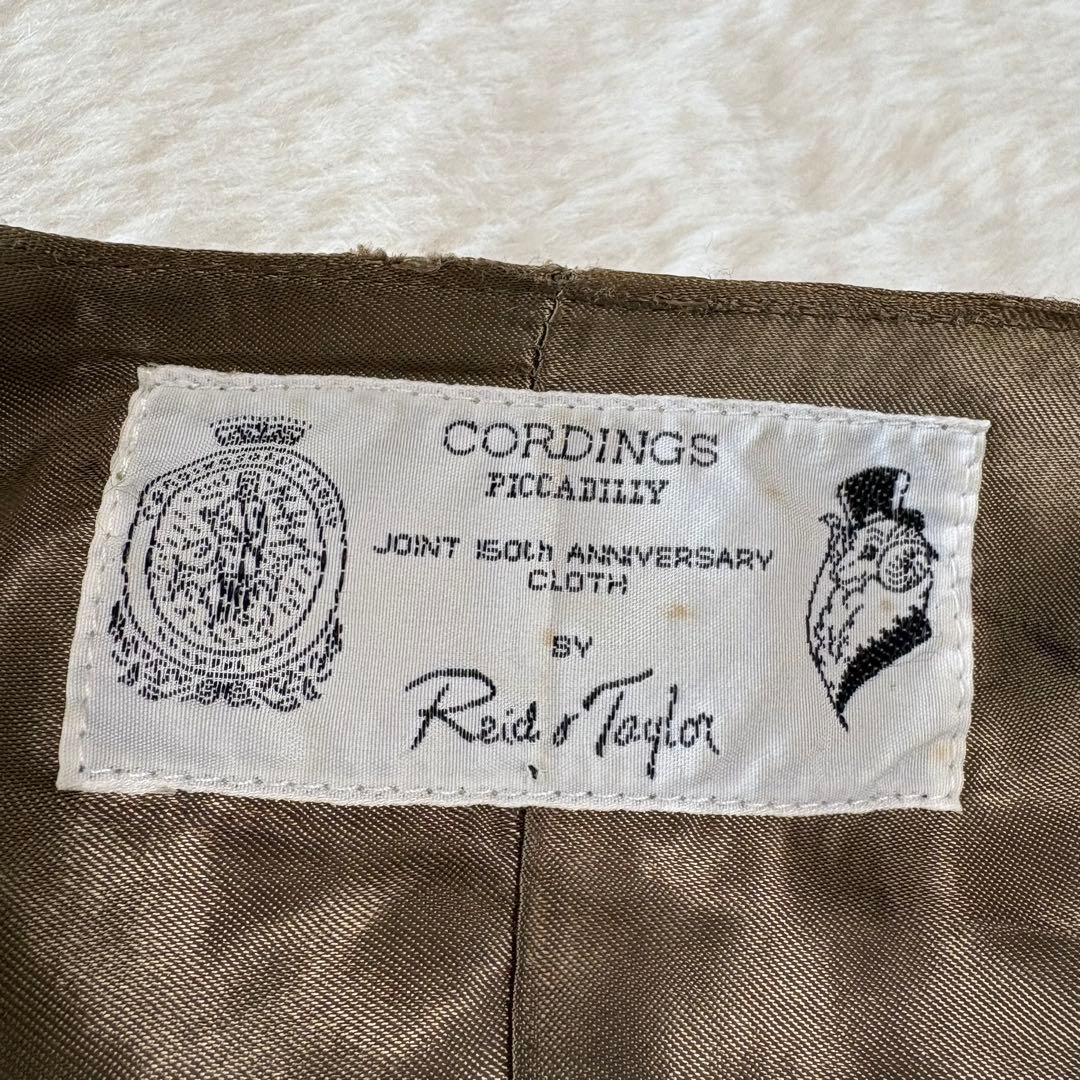 CORDINGS
PICCADILLY
JOINT 150th ANNIVERSARY
CLOTH
BY
Reid & Taylor